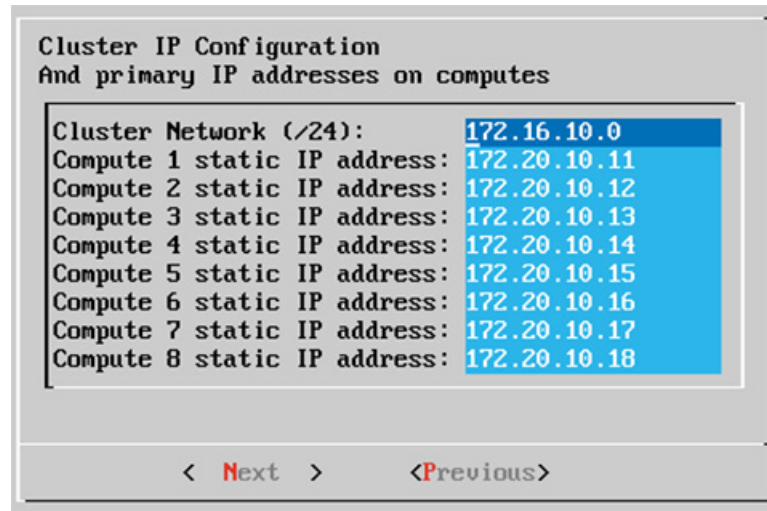 Cluster IP Configuration
And primary IP addresses on computes
Cluster Network (/24): 172.16.10.0
Compute 1 static IP address: 172.20.10.11
Compute 2 static IP address: 172.20.10.12
Compute 3 static IP address: 172.20.10.13
Compute 4 static IP address: 172.20.10.14
Compute 5 static IP address: 172.20.10.15
Compute 6 static IP address: 172.20.10.16
Compute 7 static IP address: 172.20.10.17
Compute 8 static IP address: 172.20.10.18
< Next > <Previous>